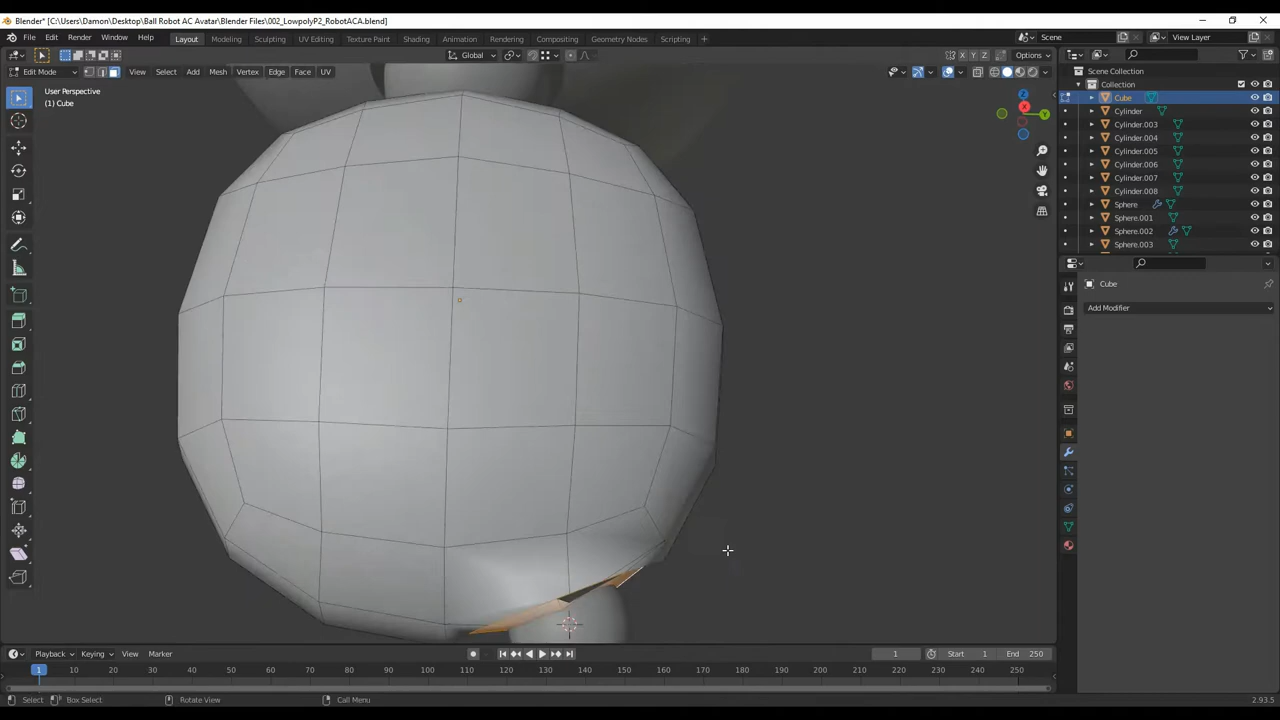 Blender* [C:\Users\Damon\Desktop\Ball Robot AC Avatar\Blender Files\002_LowpolyP2_RobotACA.blend]
File Edit Render Window Help Layout Modeling Sculpting UV Editing Texture Paint Shading Animation Rendering Compositing Geometry Nodes Scripting + Scene View Layer
Global X Y Z Options
Edit Mode View Select Add Mesh Vertex Edge Face UV
Scene Collection
Collection
User Perspective
(1) Cube
Cube
Cylinder
Cylinder.003
Cylinder.004
Cylinder.005
Cylinder.006
Cylinder.007
Cylinder.008
Sphere
Sphere.001
Sphere.002
Sphere.003
Z
X
Y
Cube
Add Modifier
Playback Keying View Marker 1 Start 1 End 250
1 10 20 30 40 50 60 70 80 90 100 110 120 130 140 150 160 170 180 190 200 210 220 230 240 250
Select Box Select Rotate View Call Menu 2.93.5